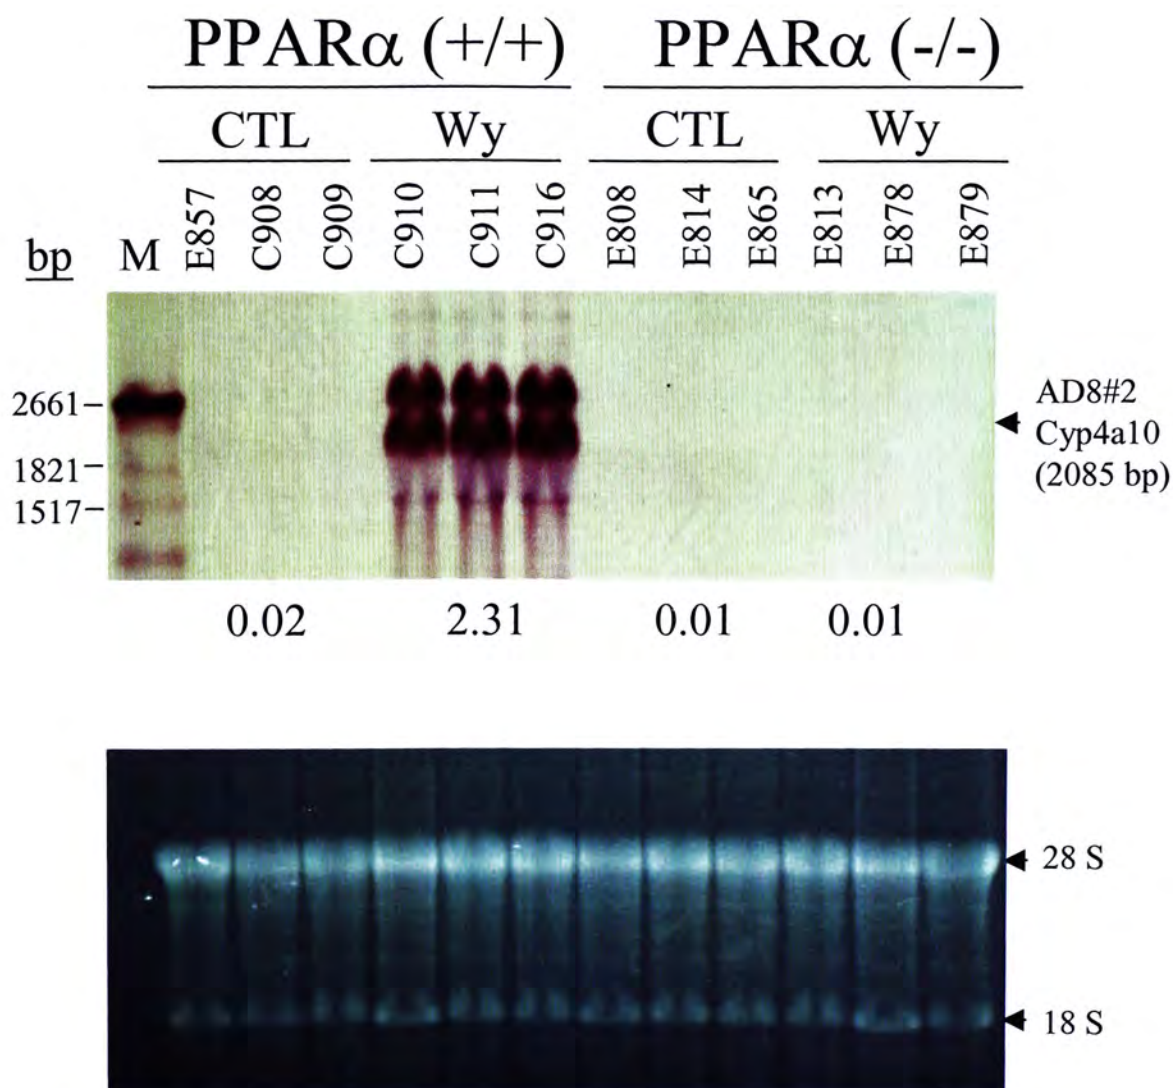 PPARα (+/+) PPARα (-/-)
CTL Wy CTL Wy
E857 C908 C909 C910 C911 C916 E808 E814 E865 E813 E878 E879
bp M
2661
1821
1517
AD8#2
Cyp4a10
(2085 bp)
0.02 2.31 0.01 0.01
28 S
18 S